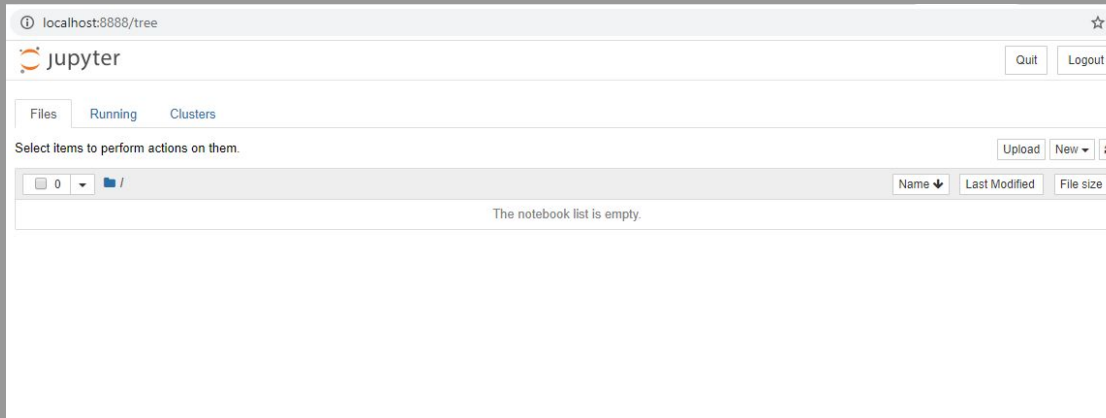 localhost:8888/tree
jupyter
Quit
Logout
Files
Running
Clusters
Select items to perform actions on them.
Upload
New
0
/
Name
Last Modified
File size
The notebook list is empty.